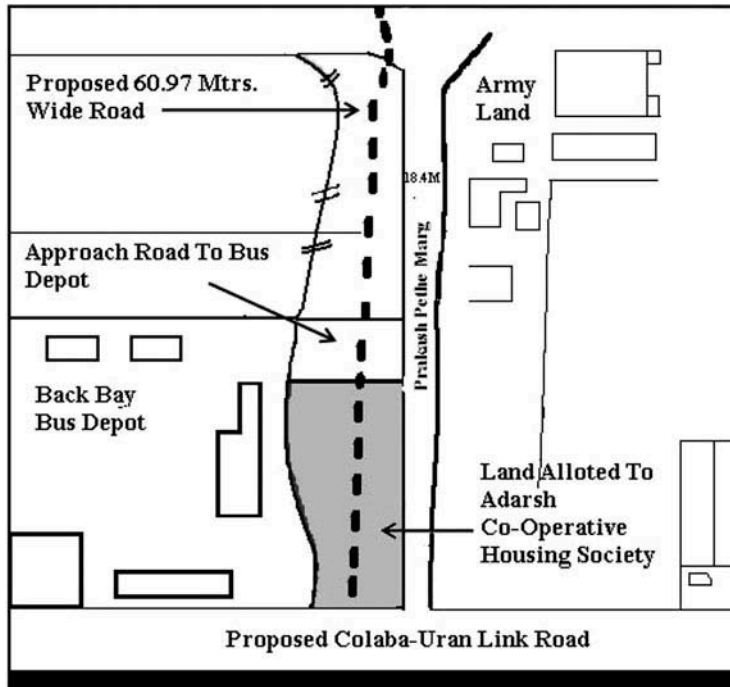 Proposed 60.97 Mtrs.
Wide Road
Army
Land
18.4M
Prakash Pethe Marg
Approach Road To Bus
Depot
Back Bay
Bus Depot
Land Alloted To
Adarsh
Co-Operative
Housing Society
Proposed Colaba-Uran Link Road